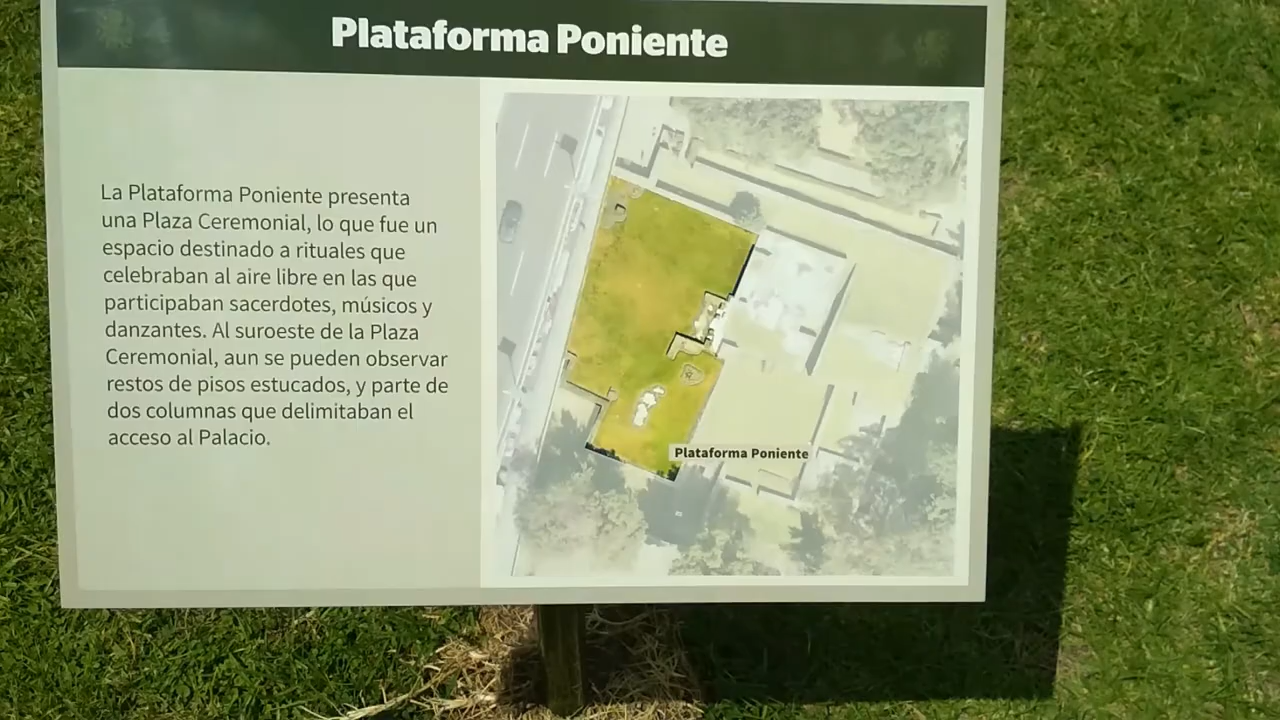 Plataforma Poniente
La Plataforma Poniente presenta
una Plaza Ceremonial, lo que fue un
espacio destinado a rituales que
celebraban al aire libre en las que
participaban sacerdotes, músicos y
danzantes. Al suroeste de la Plaza
Ceremonial, aun se pueden observar
restos de pisos estucados, y parte de
dos columnas que delimitaban el
acceso al Palacio.
Plataforma Poniente